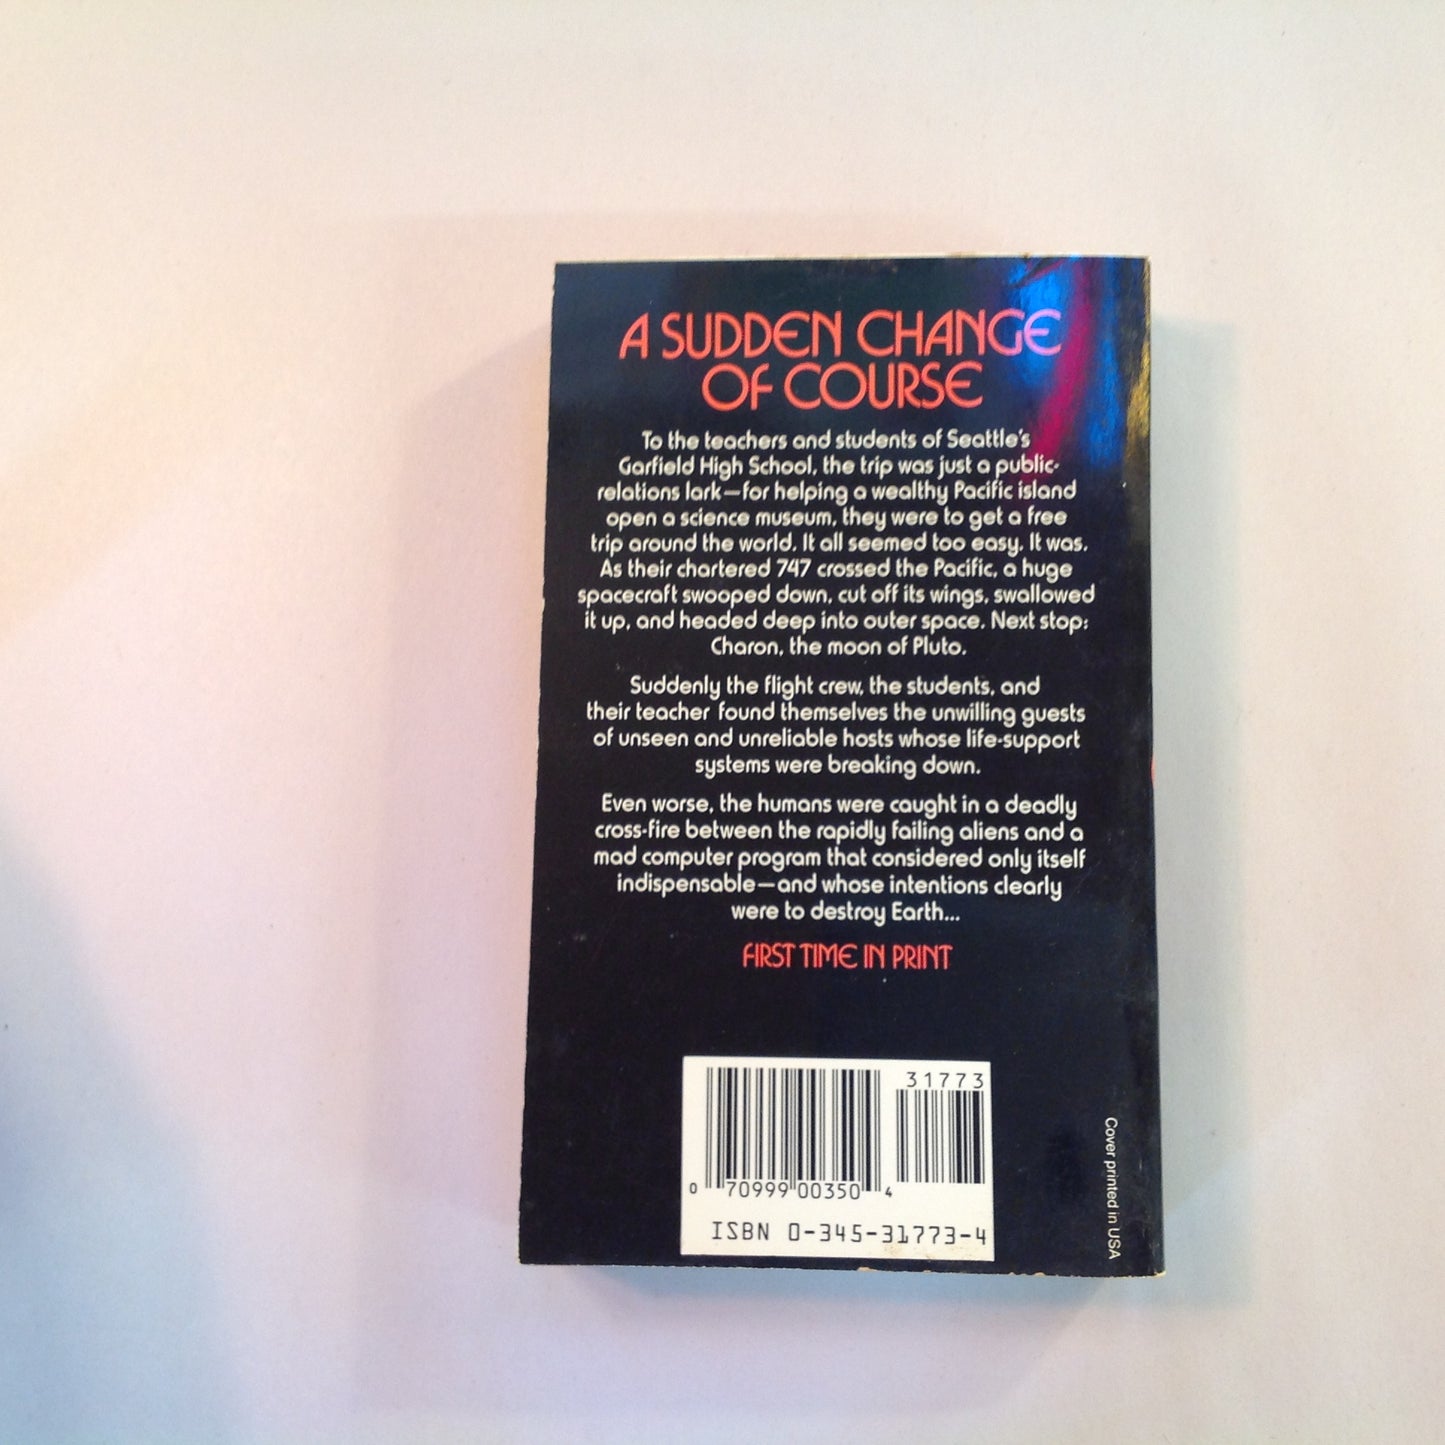 A SUDDEN CHANGE
OF COURSE
To the teachers and students of Seattle's
Garfield High School, the trip was just a public-
relations lark—for helping a wealthy Pacific island
open a science museum, they were to get a free
trip around the world. It all seemed too easy. It was.
As their chartered 747 crossed the Pacific, a huge
spacecraft swooped down, cut off its wings, swallowed
it up, and headed deep into outer space. Next stop:
Charon, the moon of Pluto.
Suddenly the flight crew, the students, and
their teacher found themselves the unwilling guests
of unseen and unreliable hosts whose life-support
systems were breaking down.
Even worse, the humans were caught in a deadly
cross-fire between the rapidly failing aliens and a
mad computer program that considered only itself
indispensable—and whose intentions clearly
were to destroy Earth...
FIRST TIME IN PRINT
31773
0 70999 00350 4
ISBN 0-345-31773-4
Cover printed in USA